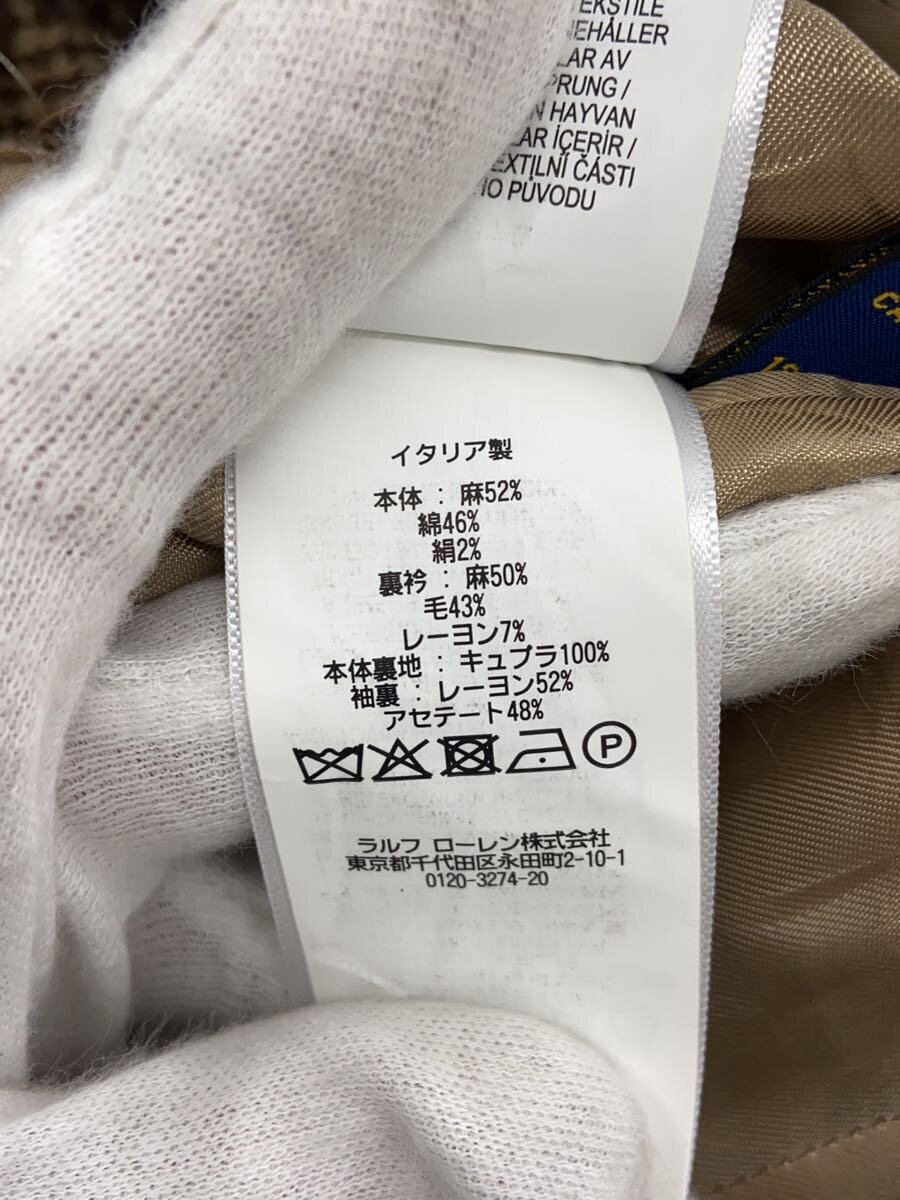 EKSTİLE
NEHÅLLER
LAR AV
PRUNG /
N HAYVAN
LAR İÇERİR /
EXTILNÍ ČÁSTI
HO PŮVODU
イタリア製
本体 : 麻52%
綿46%
絹2%
裏衿 : 麻50%
毛43%
レーヨン7%
本体裏地 : キュプラ100%
袖裏 : レーヨン52%
アセテート48%
P
ラルフ ローレン株式会社
東京都千代田区永田町2-10-1
0120-3274-20